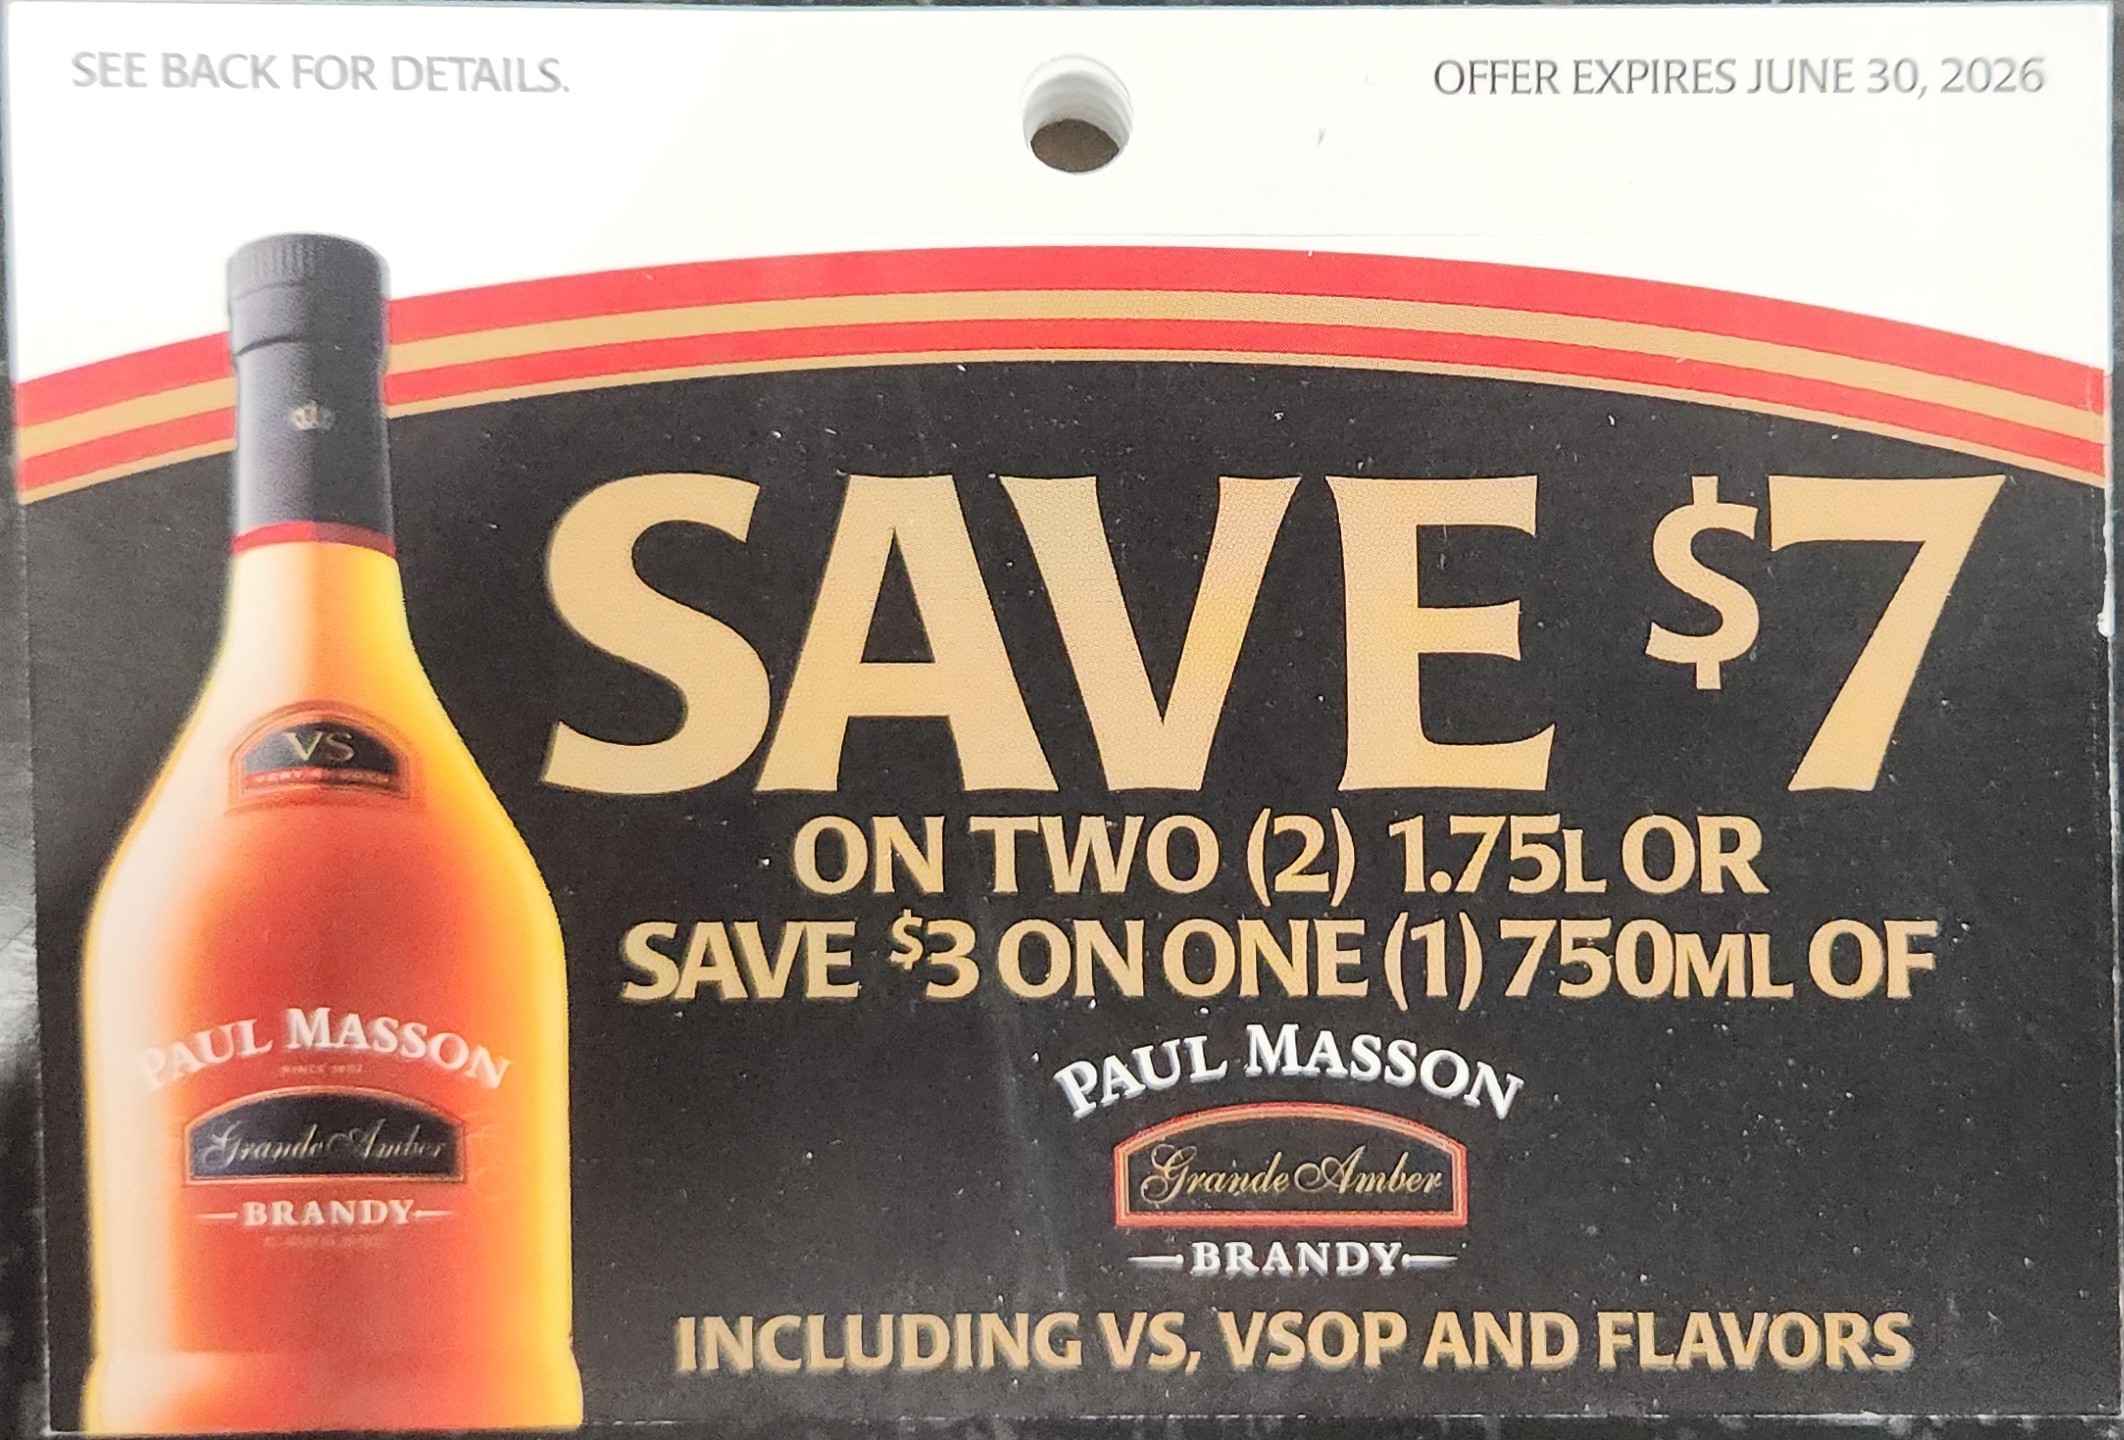 SEE BACK FOR DETAILS.
OFFER EXPIRES JUNE 30, 2026
SAVE $7
ON TWO (2) 1.75L OR
SAVE $3 ON ONE (1) 750ML OF
PAUL MASSON
Grande Amber
BRANDY
INCLUDING VS, VSOP AND FLAVORS
VS
PAUL MASSON
Grande Amber
BRANDY